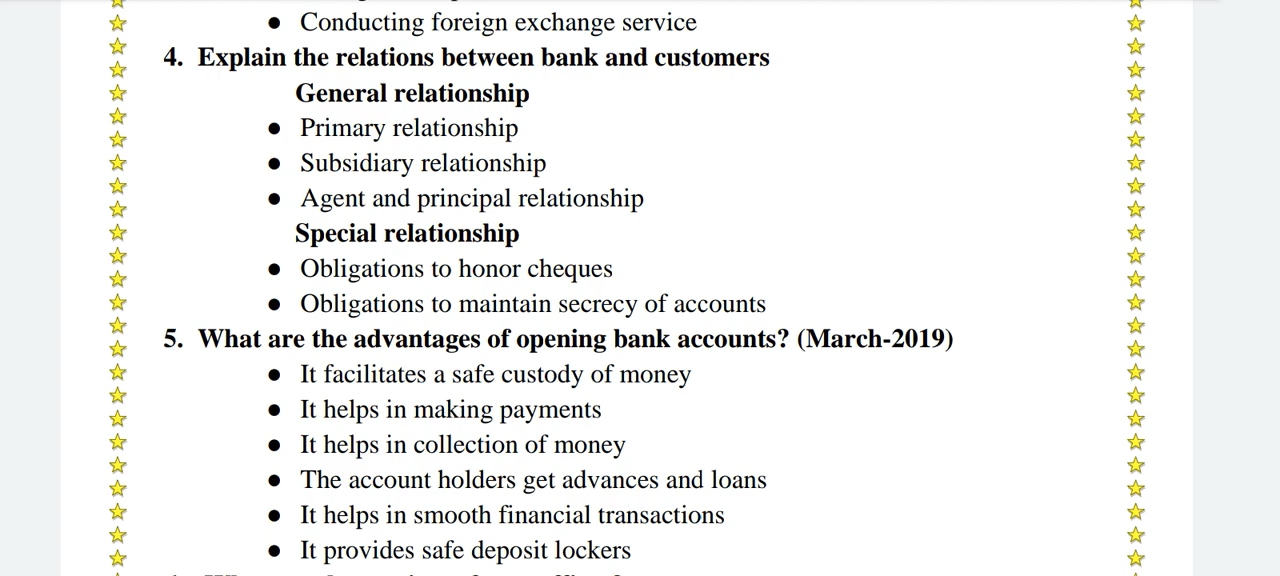 ● Conducting foreign exchange service
4. Explain the relations between bank and customers
General relationship
● Primary relationship
● Subsidiary relationship
● Agent and principal relationship
Special relationship
● Obligations to honor cheques
● Obligations to maintain secrecy of accounts
5. What are the advantages of opening bank accounts? (March-2019)
● It facilitates a safe custody of money
● It helps in making payments
● It helps in collection of money
● The account holders get advances and loans
● It helps in smooth financial transactions
● It provides safe deposit lockers